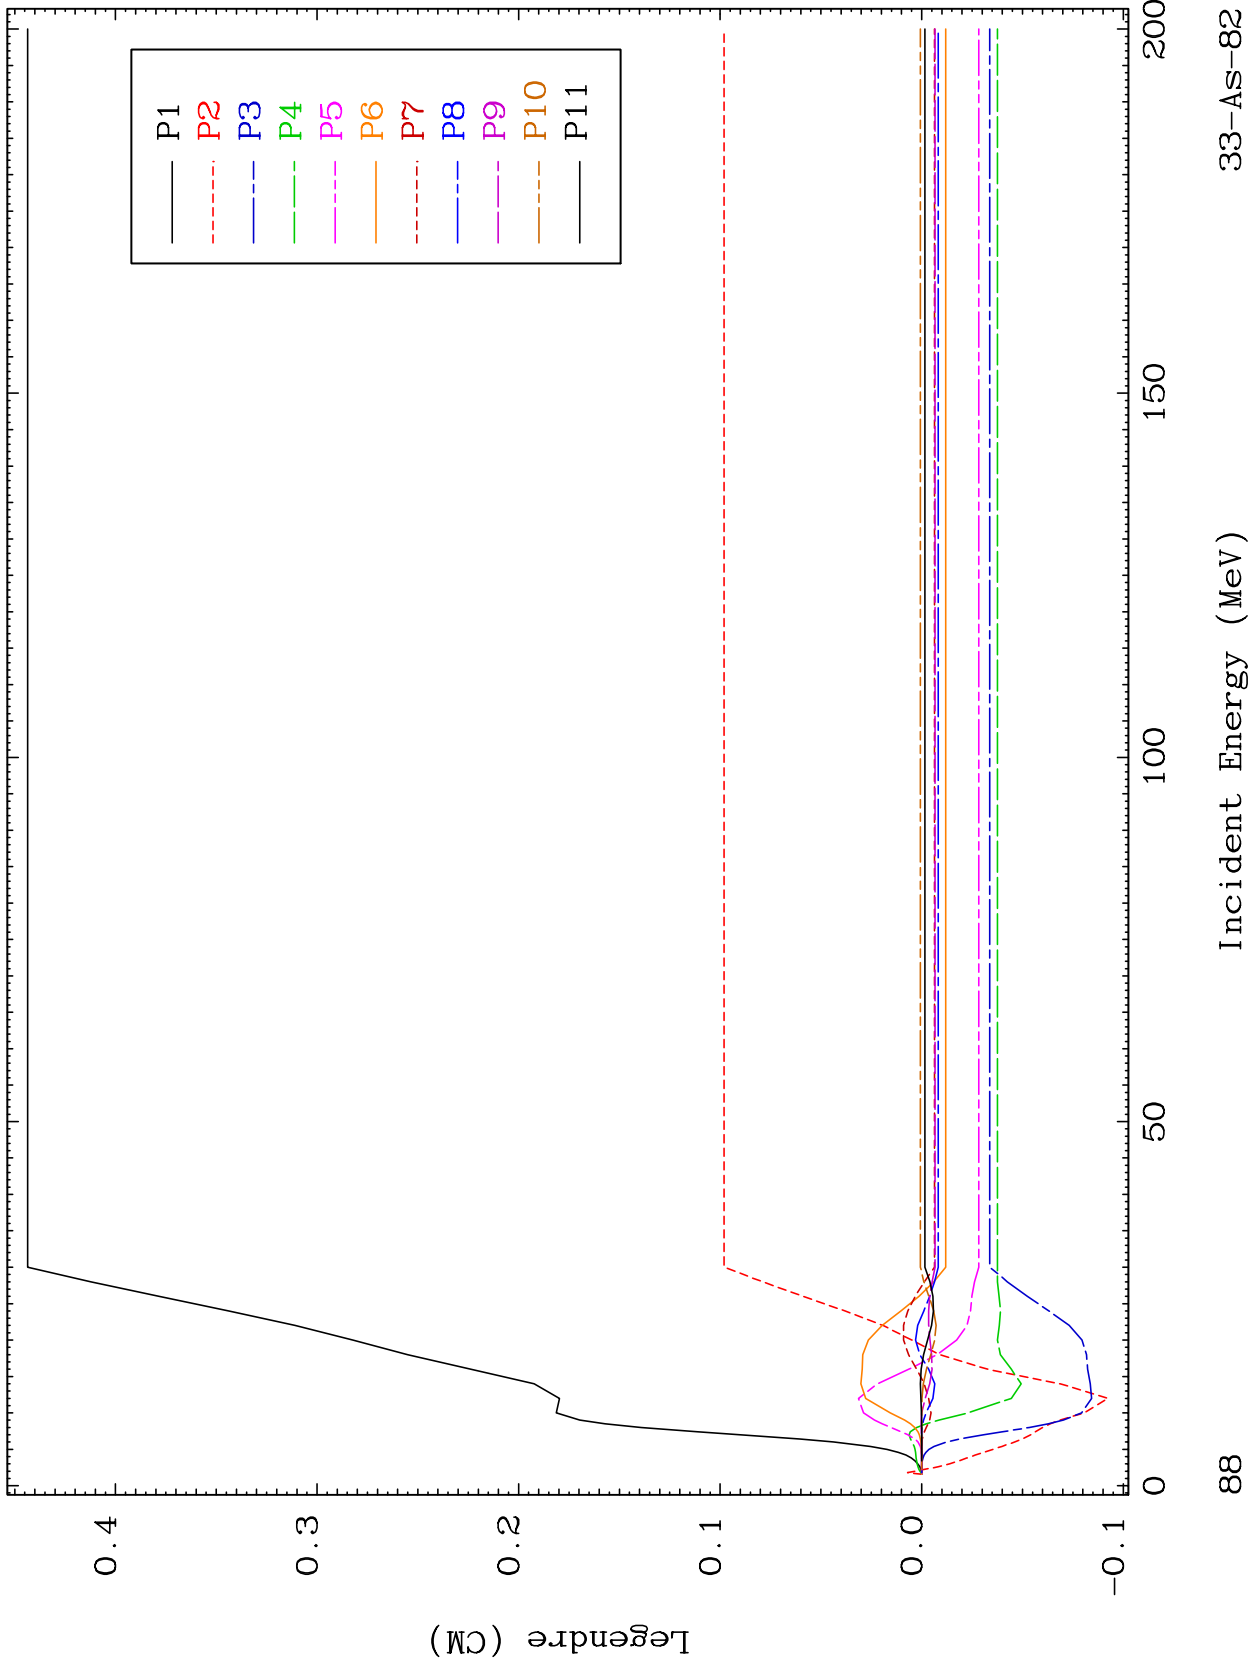 Legendre (CM)
0.4
0.3
0.2
0.1
0.0
-0.1
P1
P2
P3
P4
P5
P6
P7
P8
P9
P10
P11
0 50 100 150 200
Incident Energy (MeV)
88 33-As-82